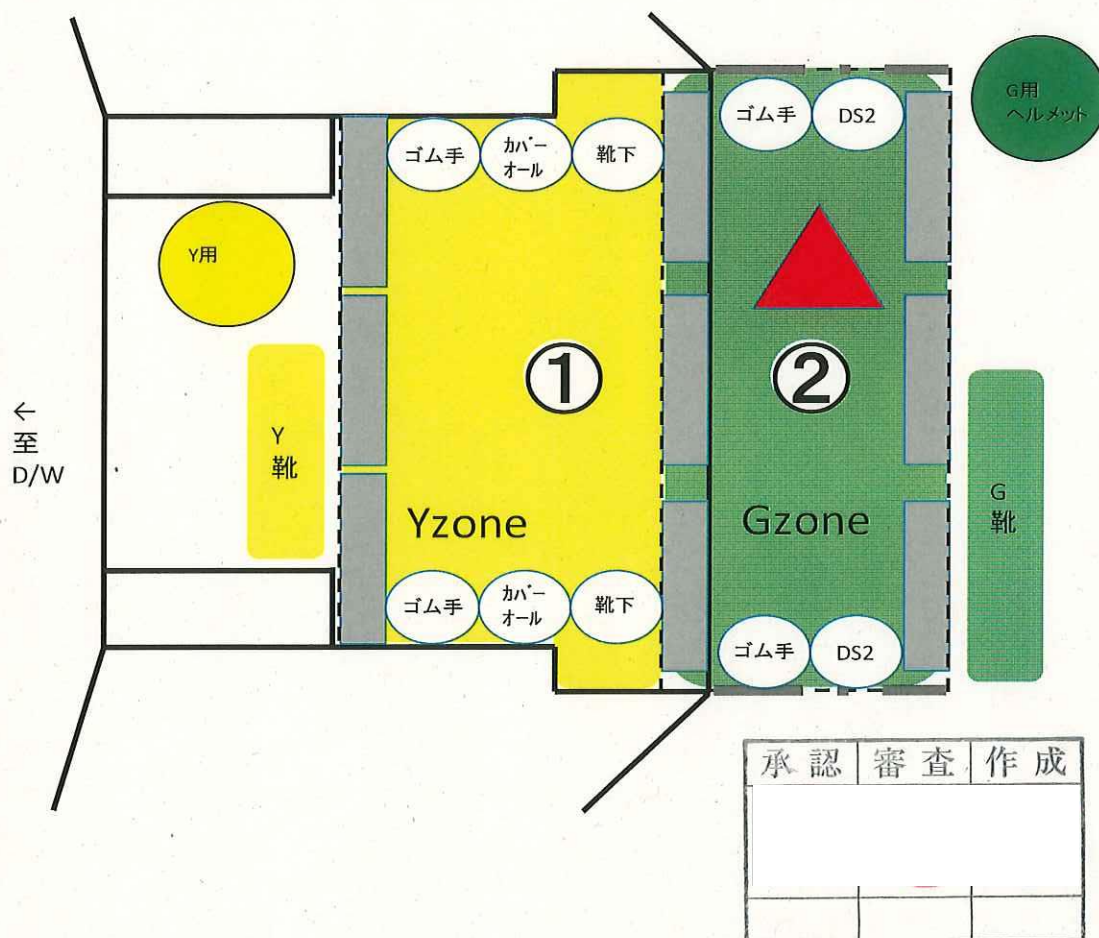 G用
ヘルメット
ゴム手
カバー
オール
靴下
ゴム手
DS2
Y用
①
②
←
至
D/W
Y
靴
Yzone
Gzone
G
靴
ゴム手
カバー
オール
靴下
ゴム手
DS2
承認 審査 作成